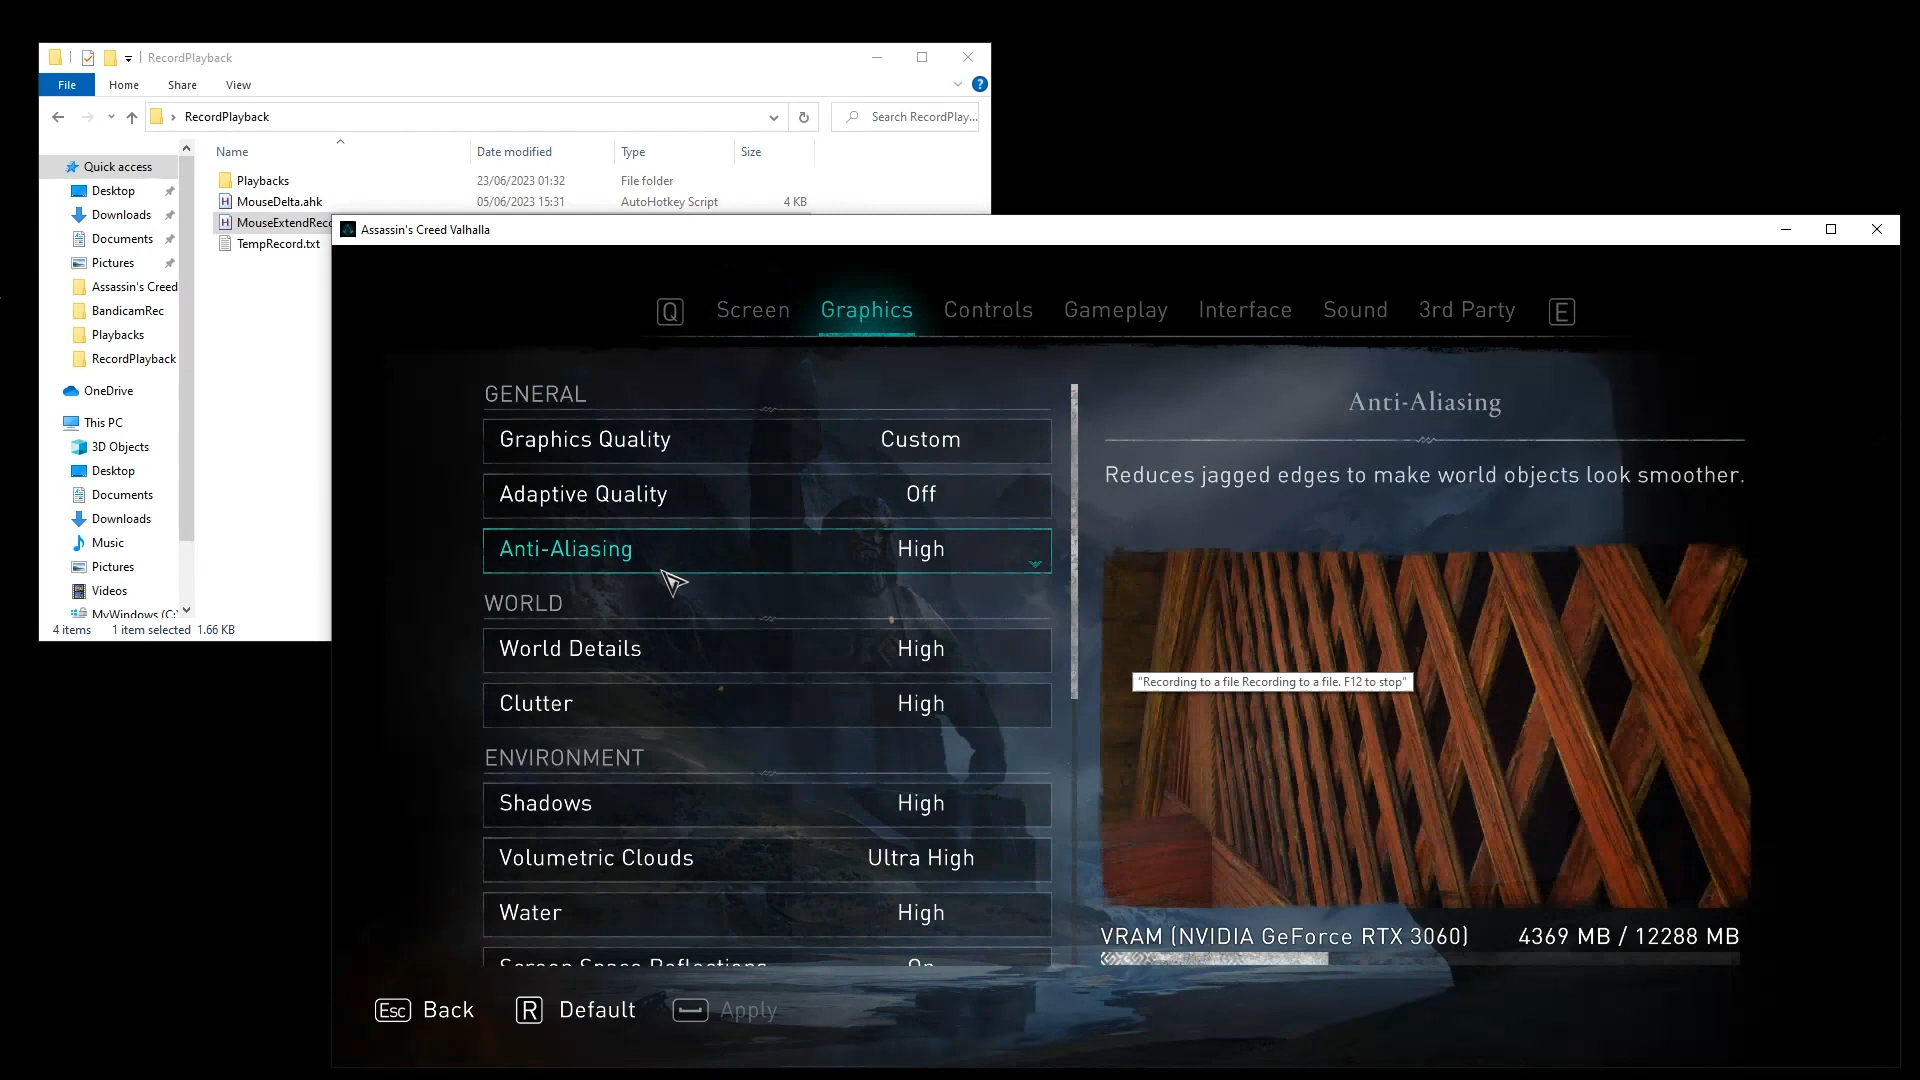 RecordPlayback
File Home Share View
RecordPlayback
Search RecordPlay...
Name Date modified Type Size
Quick access
Desktop
Downloads
Documents
Pictures
Assassin's Creed
BandicamRec
Playbacks
RecordPlayback
OneDrive
This PC
3D Objects
Desktop
Documents
Downloads
Music
Pictures
Videos
MyWindows (C:)
Playbacks 23/06/2023 01:32 File folder
MouseDelta.ahk 05/06/2023 15:31 AutoHotkey Script 4 KB
MouseExtendReco
TempRecord.txt
4 items 1 item selected 1.66 KB
Assassin's Creed Valhalla
Q Screen Graphics Controls Gameplay Interface Sound 3rd Party E
GENERAL
Graphics Quality Custom
Adaptive Quality Off
Anti-Aliasing High
WORLD
World Details High
Clutter High
ENVIRONMENT
Shadows High
Volumetric Clouds Ultra High
Water High
Screen Space Reflections On
Anti-Aliasing
Reduces jagged edges to make world objects look smoother.
"Recording to a file Recording to a file. F12 to stop"
VRAM (NVIDIA GeForce RTX 3060) 4369 MB / 12288 MB
Esc Back R Default Apply